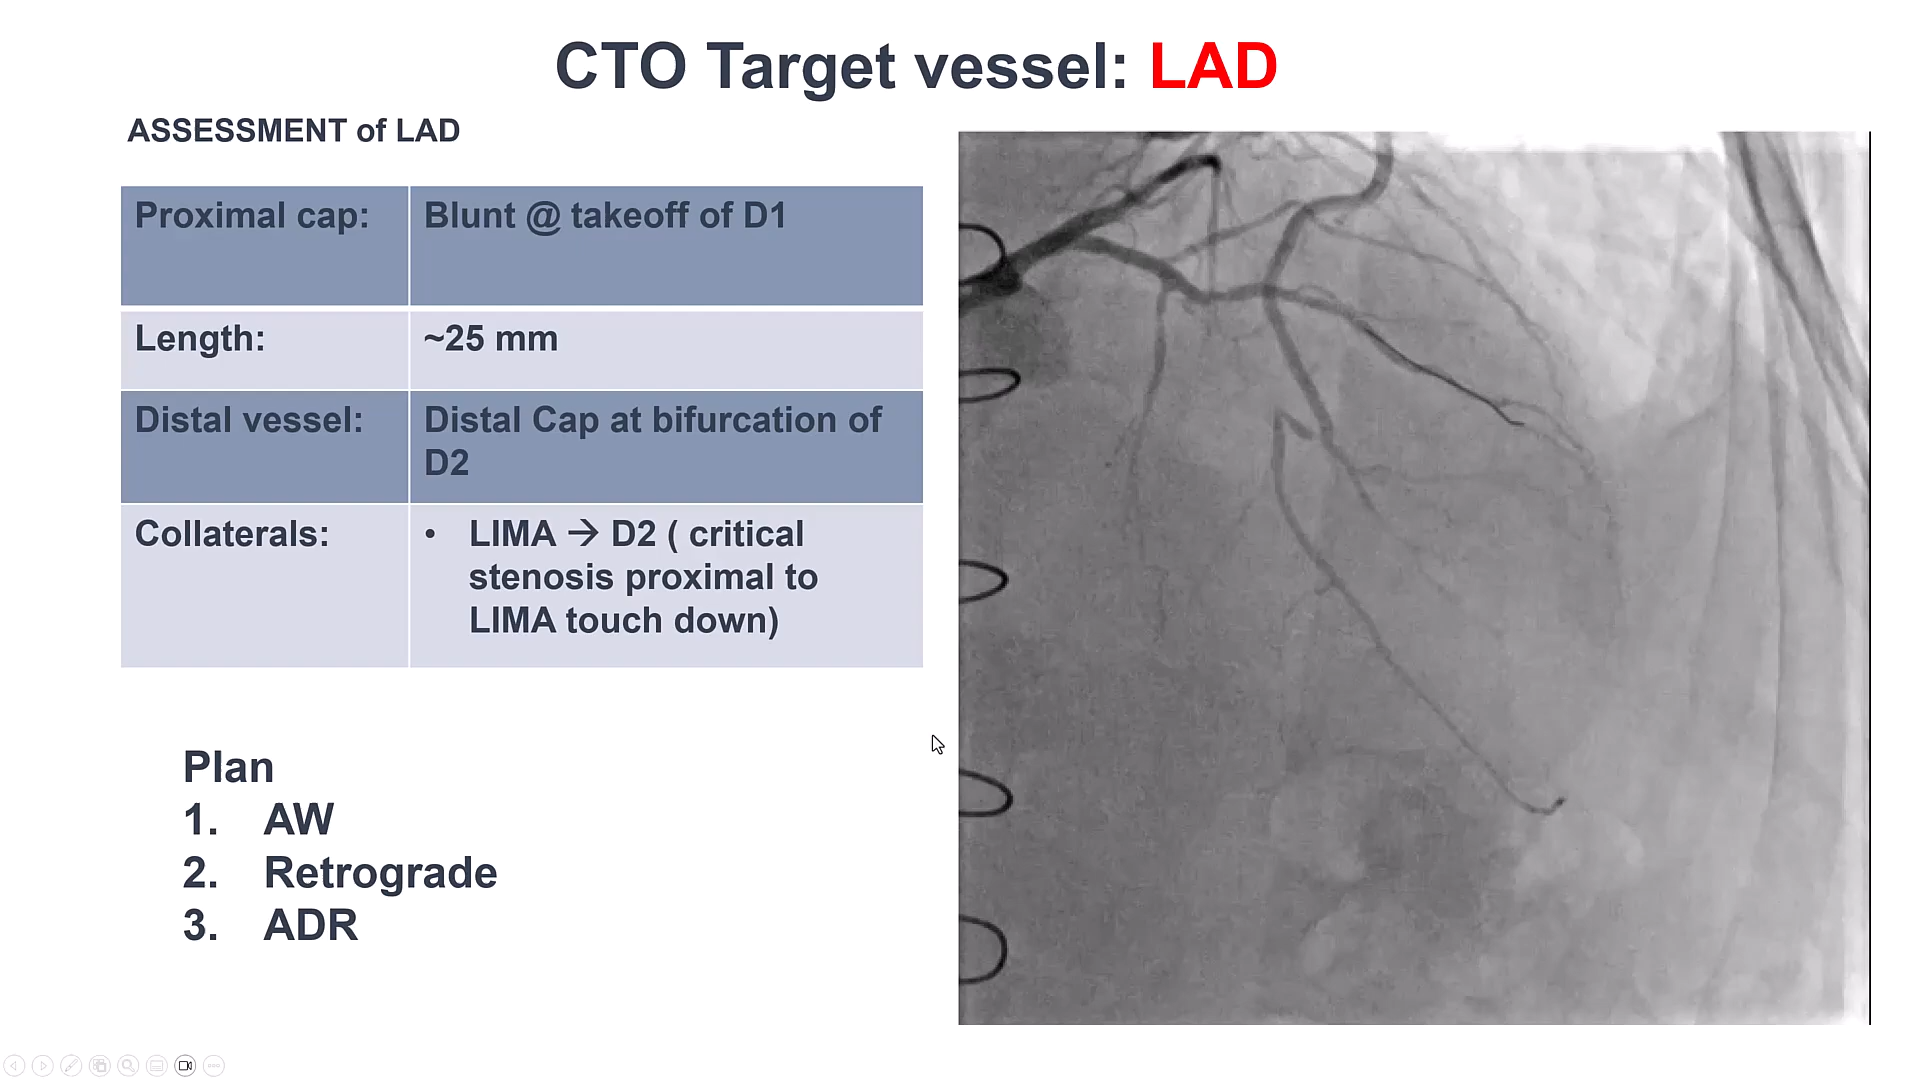 CTO Target vessel: LAD
ASSESSMENT of LAD
Proximal cap:
Blunt @ takeoff of D1
Length:
~25 mm
Distal vessel:
Distal Cap at bifurcation of
D2
Collaterals:
• LIMA → D2 ( critical
stenosis proximal to
LIMA touch down)
Plan
1. AW
2. Retrograde
3. ADR